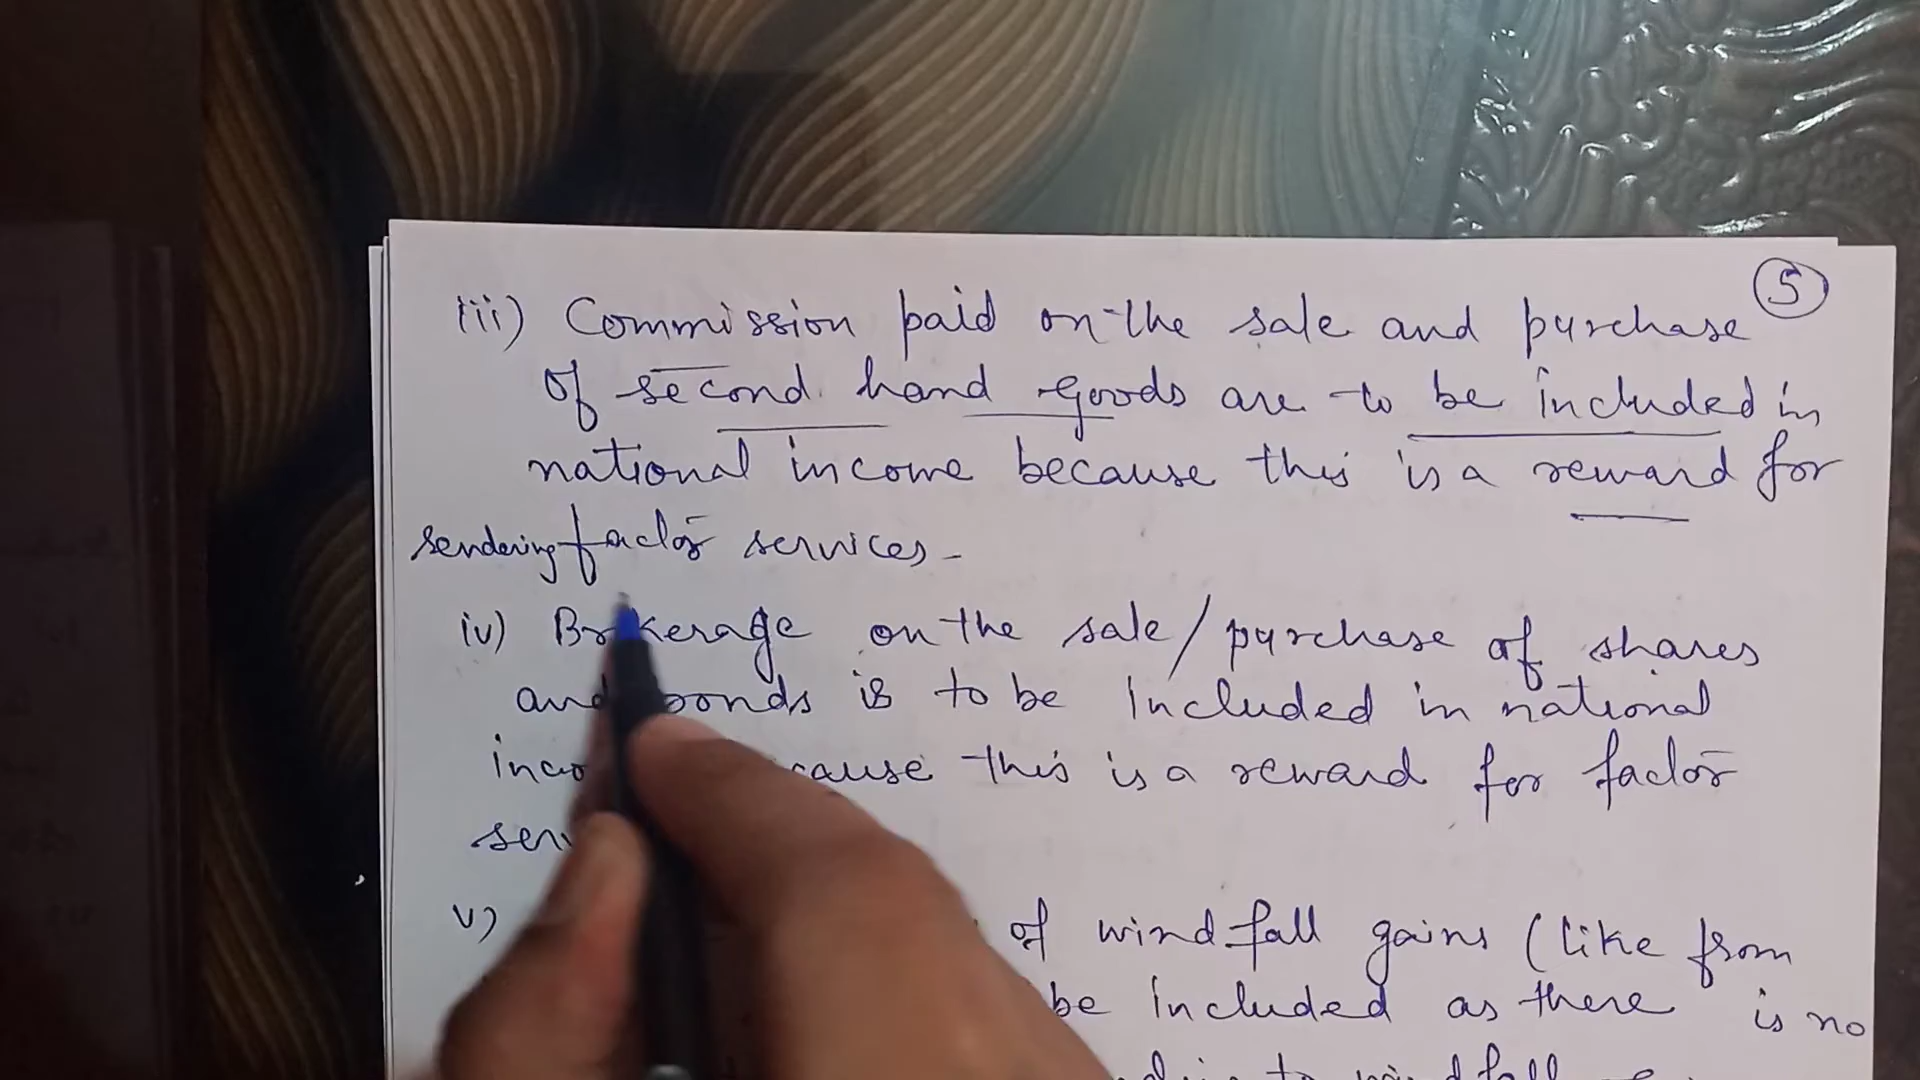 5
iii) Commission paid on the sale and purchase
of second hand goods are to be included in
national income because this is a reward for
rendering factor services -
iv) Brokerage on the sale/purchase of shares
and bonds is to be included in national
cause this is a reward for factor
v) of windfall gains (like from
be included as there is no
to windfall